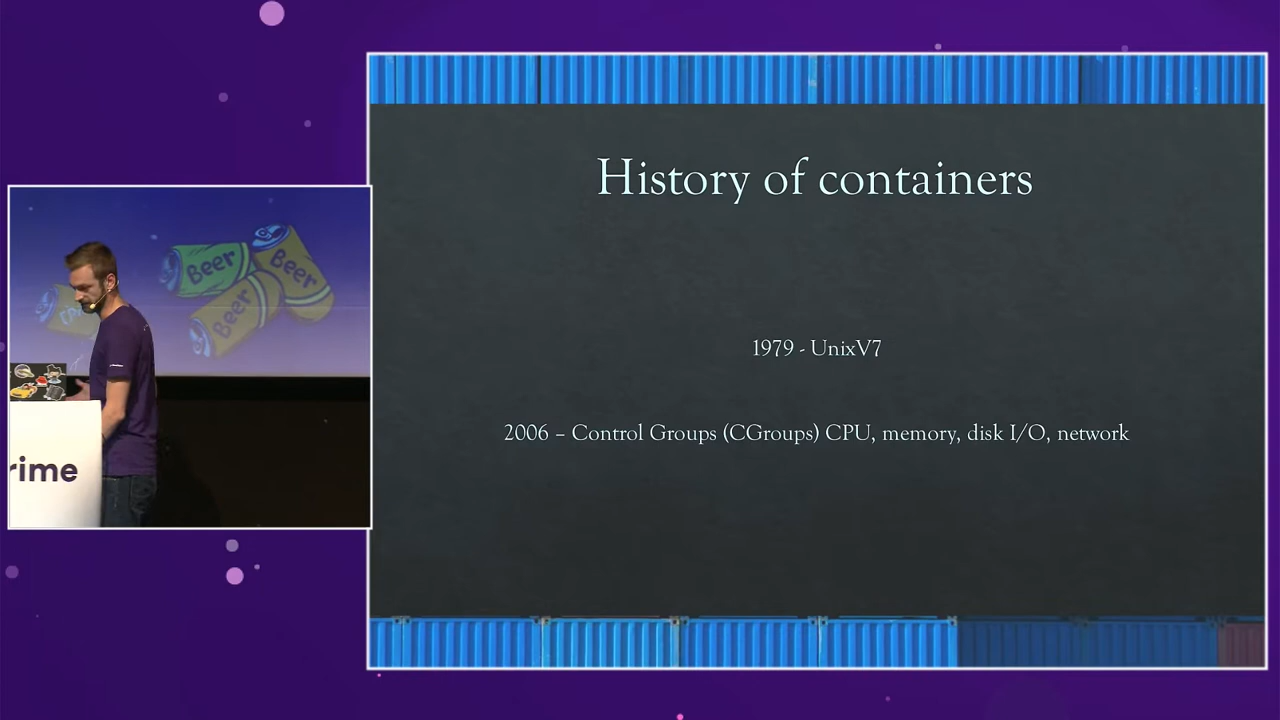 History of containers
1979 - UnixV7
2006 – Control Groups (CGroups) CPU, memory, disk I/O, network
Beer
Beer
Beer
rime